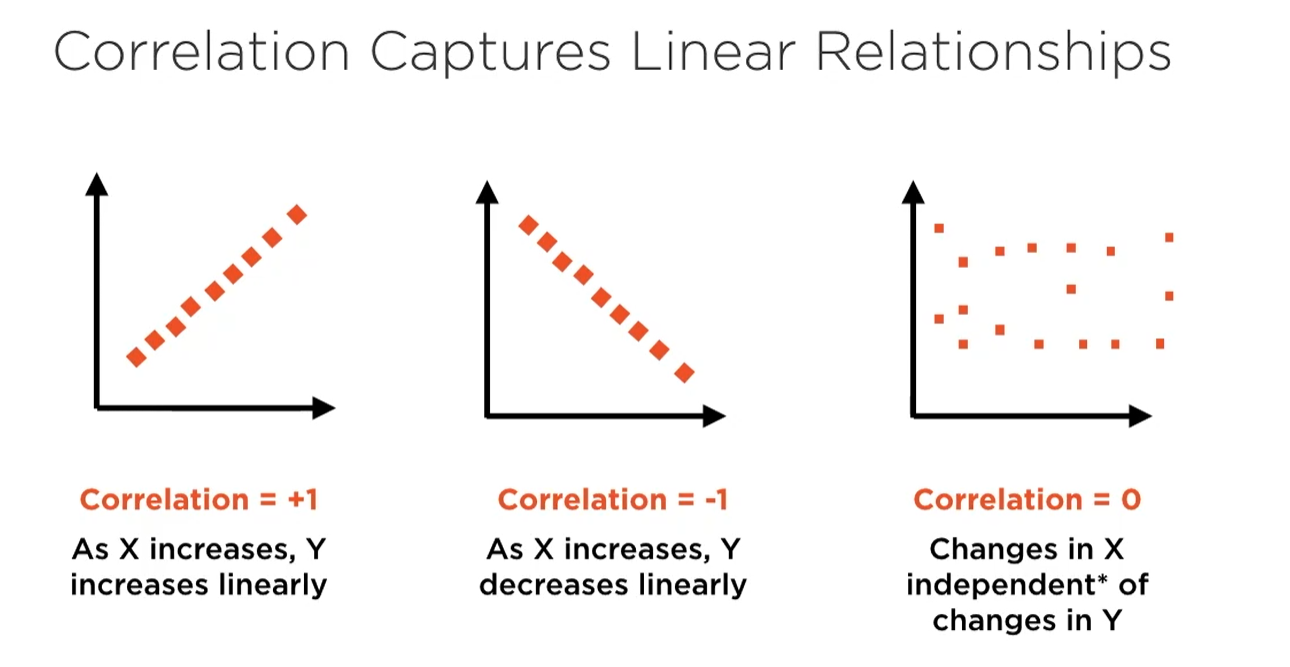 Correlation Captures Linear Relationships
Correlation = +1
As X increases, Y
increases linearly
Correlation = -1
As X increases, Y
decreases linearly
Correlation = 0
Changes in X
independent* of
changes in Y